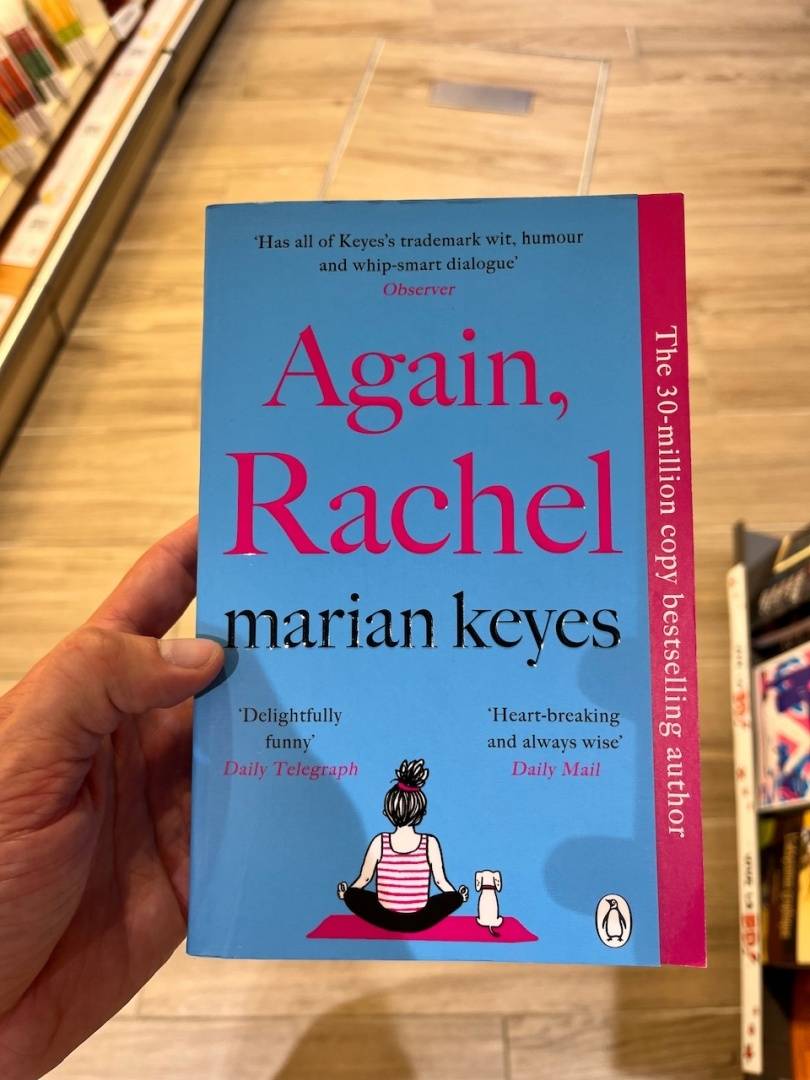 ‘Has all of Keyes’s trademark wit, humour
and whip-smart dialogue’
Observer
Again,
Rachel
marian keyes
‘Delightfully
funny’
Daily Telegraph
‘Heart-breaking
and always wise’
Daily Mail
The 30-million copy bestselling author